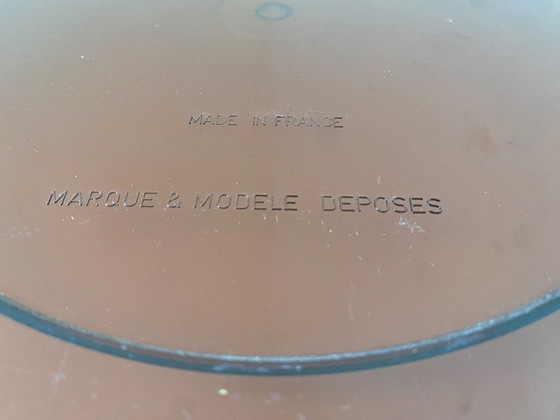 MADE IN FRANCE
MARQUE & MODELE DEPOSES